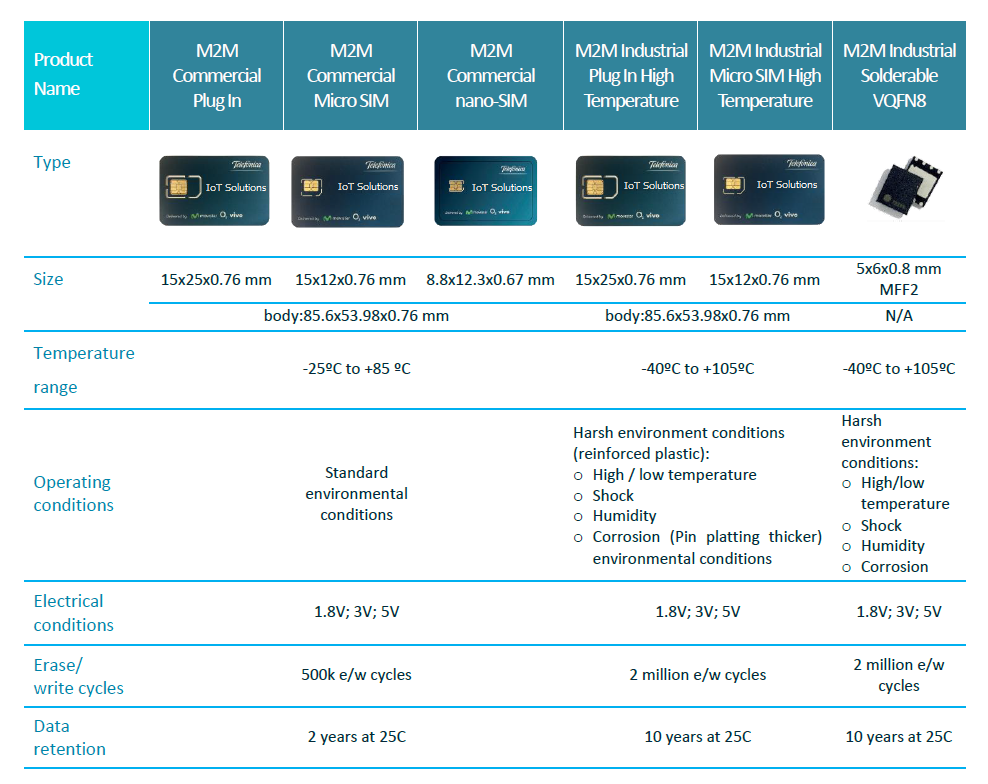 Product Name
M2M Commercial Plug In
M2M Commercial Micro SIM
M2M Commercial nano-SIM
M2M Industrial Plug In High Temperature
M2M Industrial Micro SIM High Temperature
M2M Industrial Solderable VQFN8
Type
Telefónica
IoT Solutions
Delivered by movistar O₂ vivo
Telefónica
IoT Solutions
Delivered by movistar O₂ vivo
Telefónica
IoT Solutions
Delivered by movistar O₂ vivo
Telefónica
IoT Solutions
Delivered by movistar O₂ vivo
Telefónica
IoT Solutions
Delivered by movistar O₂ vivo
Size
15x25x0.76 mm
15x12x0.76 mm
8.8x12.3x0.67 mm
15x25x0.76 mm
15x12x0.76 mm
5x6x0.8 mm
MFF2
body:85.6x53.98x0.76 mm
body:85.6x53.98x0.76 mm
N/A
Temperature
range
-25ºC to +85 ºC
-40ºC to +105ºC
-40ºC to +105ºC
Operating
conditions
Standard
environmental
conditions
Harsh environment conditions
(reinforced plastic):
o High / low temperature
o Shock
o Humidity
o Corrosion (Pin platting thicker)
environmental conditions
Harsh
environment
conditions:
o High/low
temperature
o Shock
o Humidity
o Corrosion
Electrical
conditions
1.8V; 3V; 5V
1.8V; 3V; 5V
1.8V; 3V; 5V
Erase/
write cycles
500k e/w cycles
2 million e/w cycles
2 million e/w
cycles
Data
retention
2 years at 25C
10 years at 25C
10 years at 25C